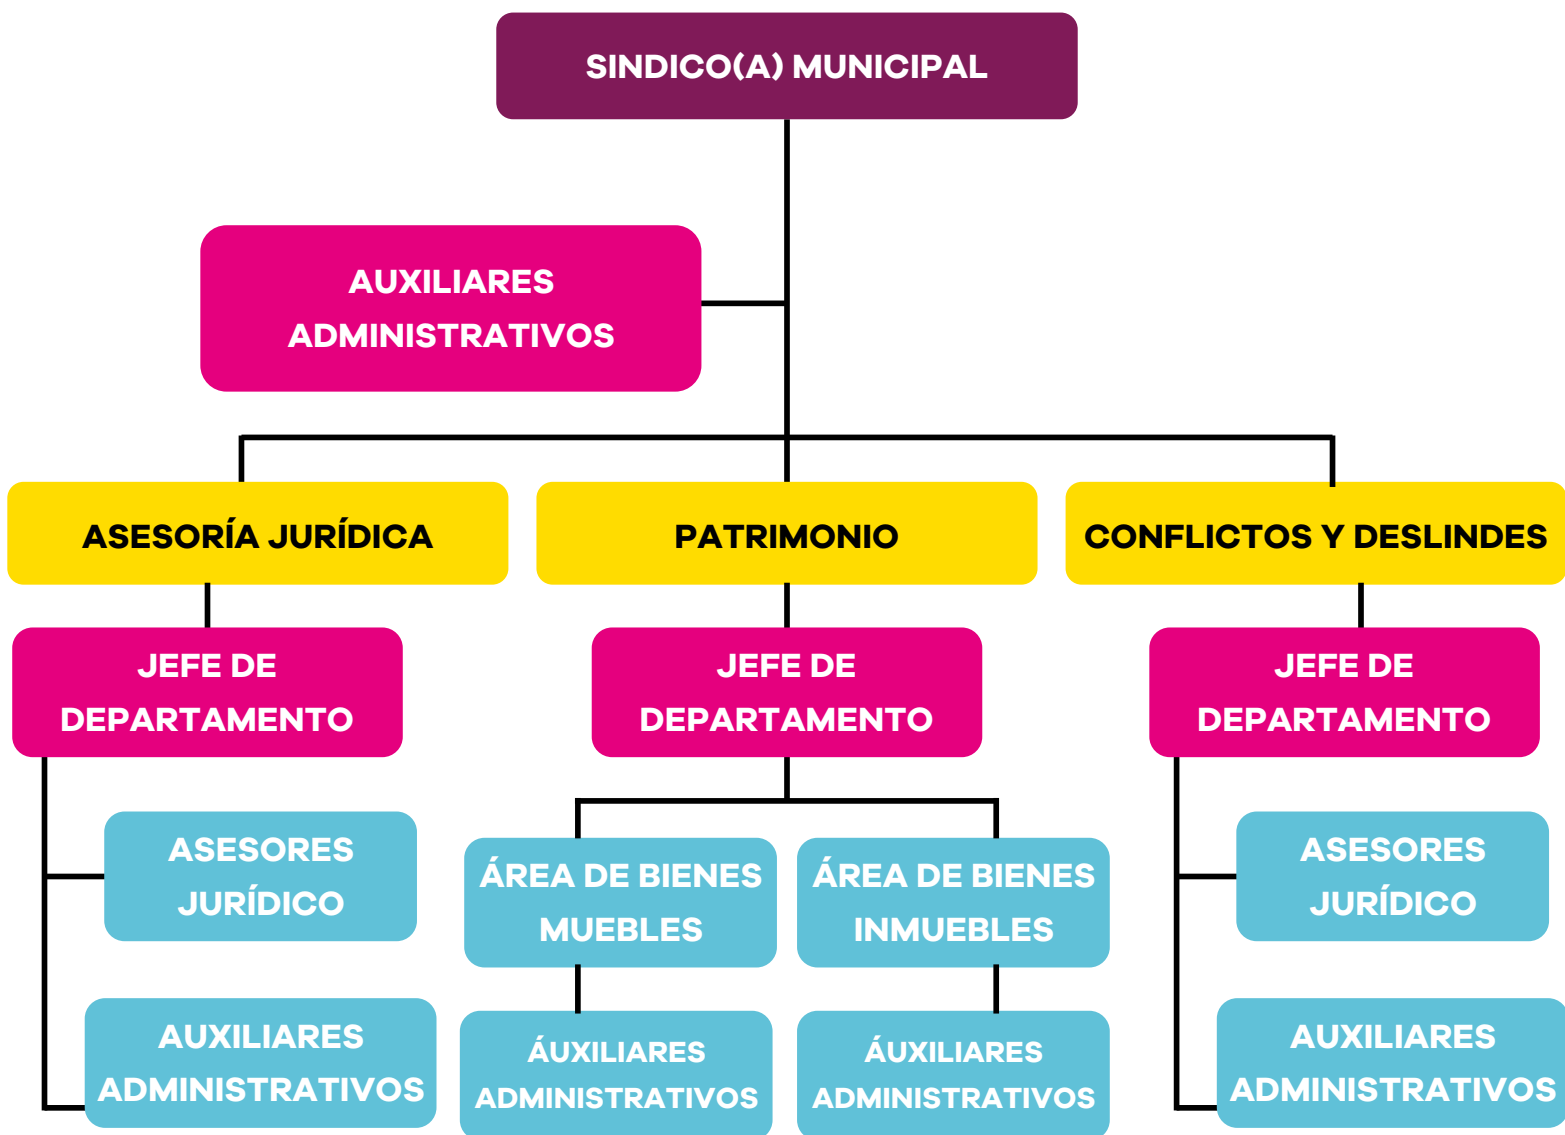 SINDICO(A) MUNICIPAL
AUXILIARES
ADMINISTRATIVOS
ASESORÍA JURÍDICA
PATRIMONIO
CONFLICTOS Y DESLINDES
JEFE DE
DEPARTAMENTO
JEFE DE
DEPARTAMENTO
JEFE DE
DEPARTAMENTO
ASESORES
JURÍDICO
ÁREA DE BIENES
MUEBLES
ÁREA DE BIENES
INMUEBLES
ASESORES
JURÍDICO
AUXILIARES
ADMINISTRATIVOS
ÁUXILIARES
ADMINISTRATIVOS
ÁUXILIARES
ADMINISTRATIVOS
AUXILIARES
ADMINISTRATIVOS